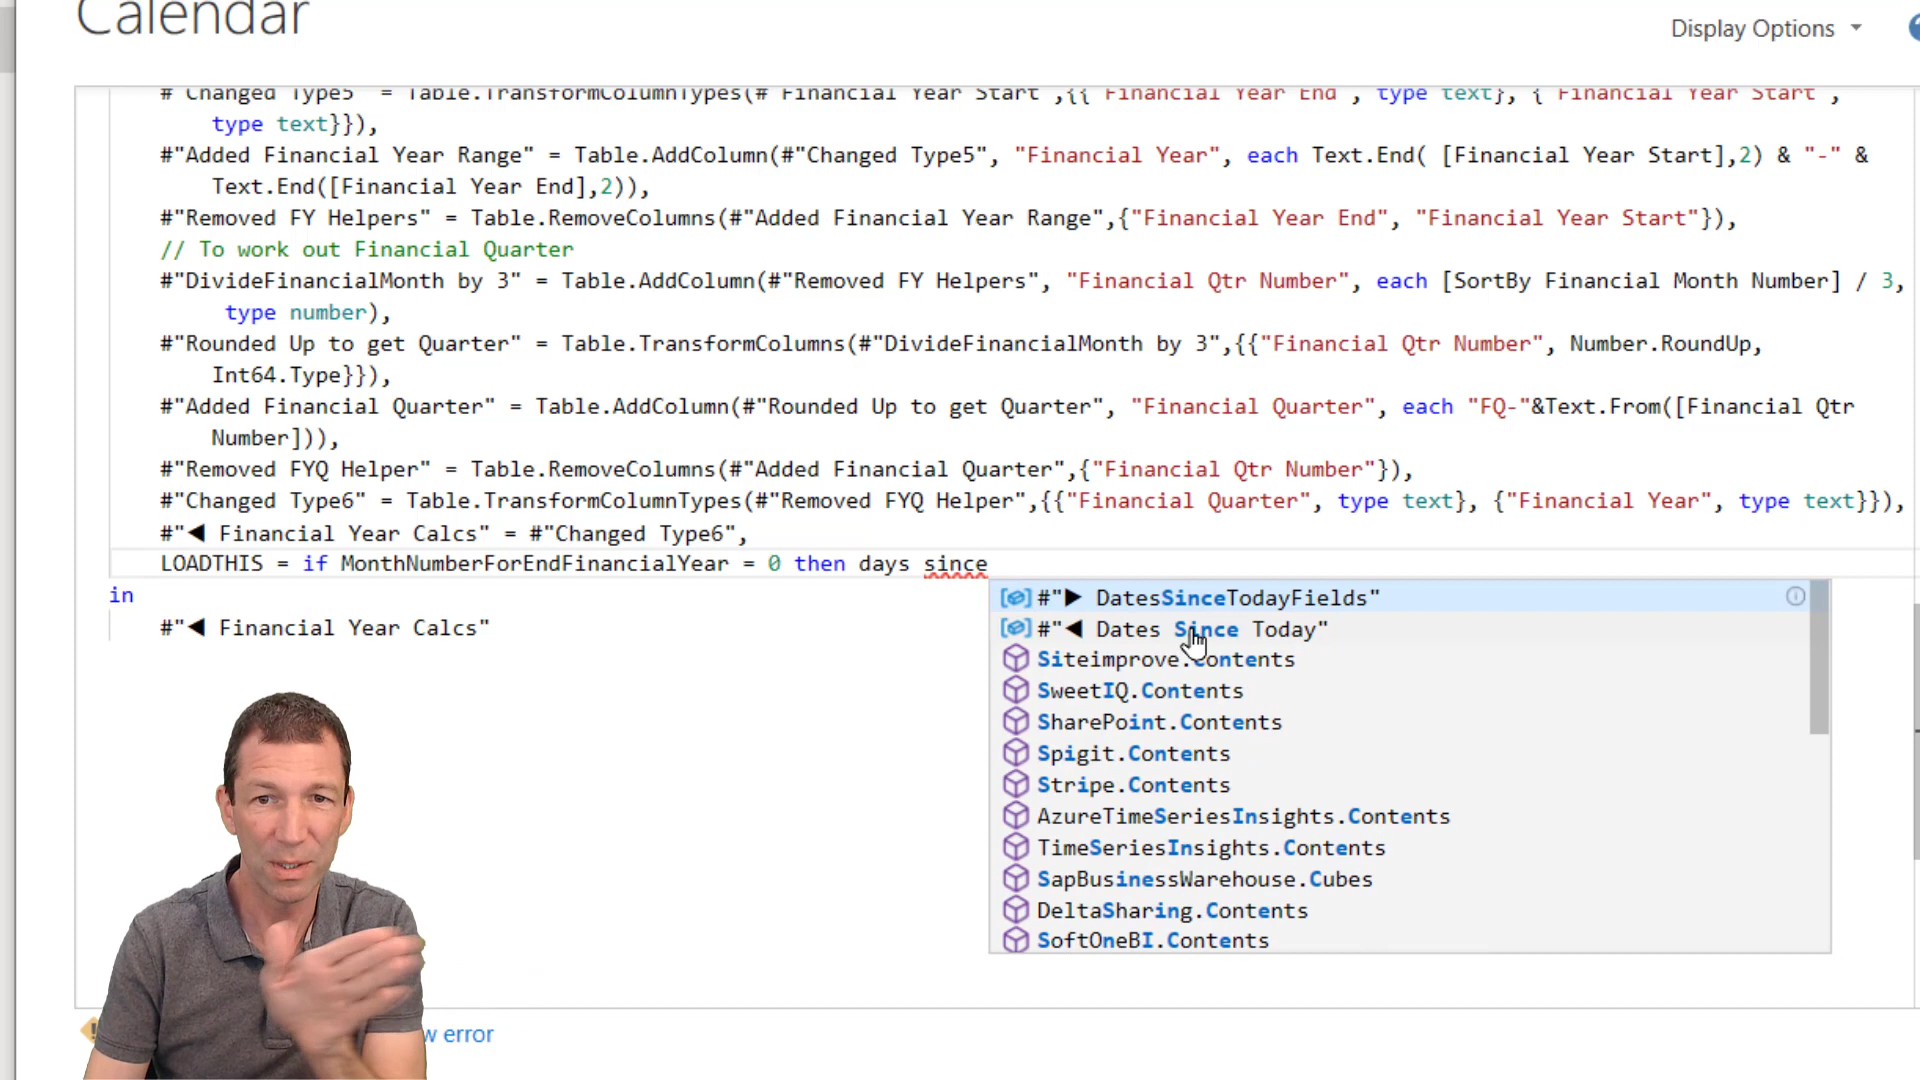 Calendar
Display Options
#"Changed Type5" = Table.TransformColumnTypes(#"Financial Year Start",{{"Financial Year End", type text}, {"Financial Year Start",
type text}}),
#"Added Financial Year Range" = Table.AddColumn(#"Changed Type5", "Financial Year", each Text.End( [Financial Year Start],2) & "-" &
Text.End([Financial Year End],2)),
#"Removed FY Helpers" = Table.RemoveColumns(#"Added Financial Year Range",{"Financial Year End", "Financial Year Start"}),
// To work out Financial Quarter
#"DivideFinancialMonth by 3" = Table.AddColumn(#"Removed FY Helpers", "Financial Qtr Number", each [SortBy Financial Month Number] / 3,
type number),
#"Rounded Up to get Quarter" = Table.TransformColumns(#"DivideFinancialMonth by 3",{{"Financial Qtr Number", Number.RoundUp,
Int64.Type}}),
#"Added Financial Quarter" = Table.AddColumn(#"Rounded Up to get Quarter", "Financial Quarter", each "FQ-"&Text.From([Financial Qtr
Number])),
#"Removed FYQ Helper" = Table.RemoveColumns(#"Added Financial Quarter",{"Financial Qtr Number"}),
#"Changed Type6" = Table.TransformColumnTypes(#"Removed FYQ Helper",{{"Financial Quarter", type text}, {"Financial Year", type text}}),
#"◀ Financial Year Calcs" = #"Changed Type6",
LOADTHIS = if MonthNumberForEndFinancialYear = 0 then days since
in
#"◀ Financial Year Calcs"
#"▶ DatesSinceTodayFields"
#"◀ Dates Since Today"
Siteimprove.Contents
SweetIQ.Contents
SharePoint.Contents
Spigit.Contents
Stripe.Contents
AzureTimeSeriesInsights.Contents
TimeSeriesInsights.Contents
SapBusinessWarehouse.Cubes
DeltaSharing.Contents
SoftOneBI.Contents
error